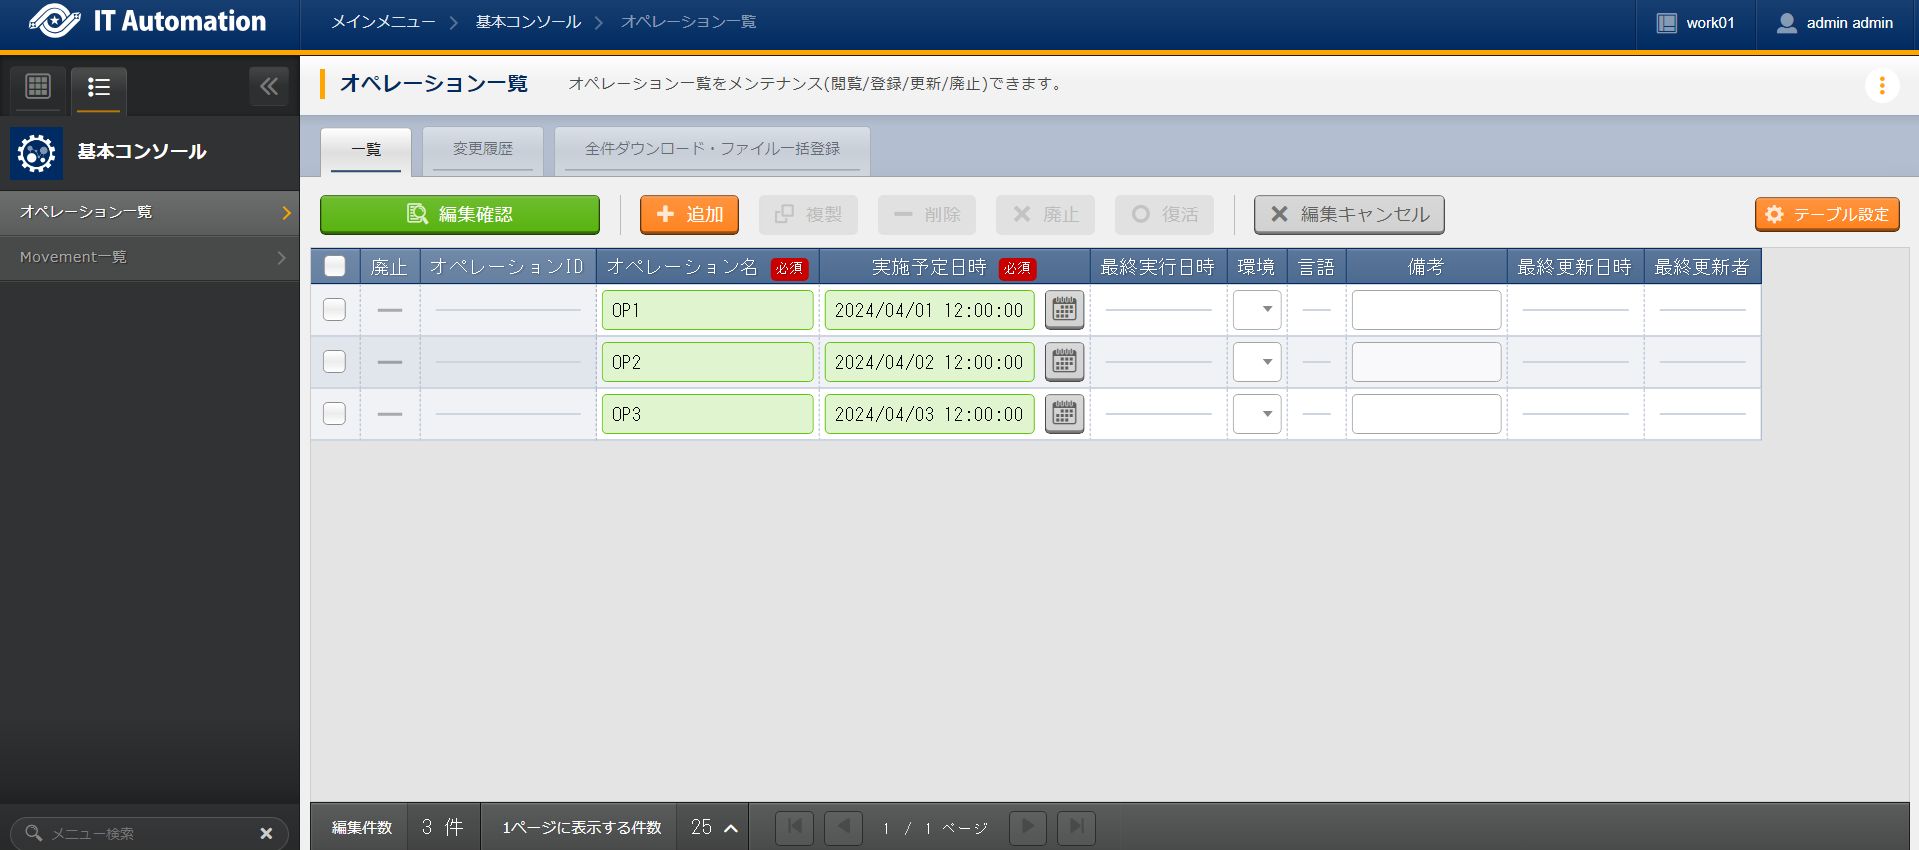 IT Automation
メインメニュー
基本コンソール
オペレーション一覧
work01
admin admin
基本コンソール
オペレーション一覧
Movement一覧
メニュー検索
オペレーション一覧
オペレーション一覧をメンテナンス(閲覧/登録/更新/廃止)できます。
一覧
変更履歴
全件ダウンロード・ファイル一括登録
編集確認
追加
複製
削除
廃止
復活
編集キャンセル
テーブル設定
廃止
オペレーションID
オペレーション名 必須
実施予定日時 必須
最終実行日時
環境
言語
備考
最終更新日時
最終更新者
OP1
2024/04/01 12:00:00
OP2
2024/04/02 12:00:00
OP3
2024/04/03 12:00:00
編集件数
3 件
1ページに表示する件数
25
1 / 1 ページ